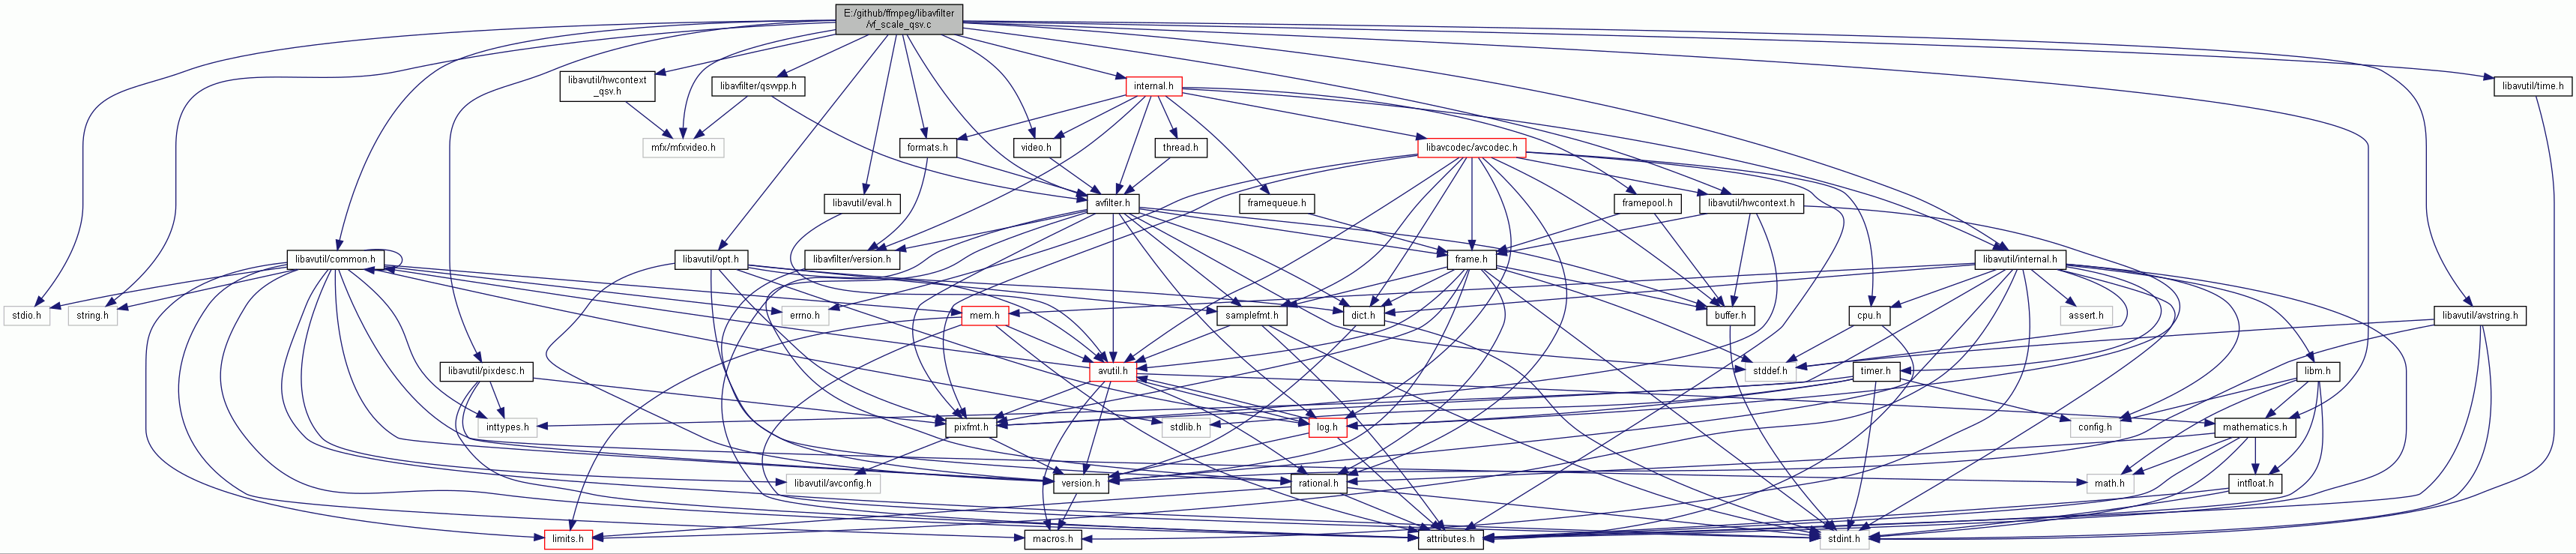 E:/github/ffmpeg/libavfilter
/vf_scale_qsv.c
libavutil/hwcontext
_qsv.h
libavfilter/qsvvpp.h
internal.h
libavutil/time.h
mfx/mfxvideo.h
formats.h
video.h
thread.h
libavcodec/avcodec.h
libavutil/eval.h
avfilter.h
framequeue.h
framepool.h
libavutil/hwcontext.h
libavutil/common.h
libavutil/opt.h
libavfilter/version.h
frame.h
libavutil/internal.h
stdio.h
string.h
errno.h
mem.h
samplefmt.h
dict.h
buffer.h
cpu.h
assert.h
libavutil/avstring.h
libavutil/pixdesc.h
avutil.h
stddef.h
timer.h
libm.h
inttypes.h
pixfmt.h
stdlib.h
log.h
config.h
mathematics.h
libavutil/avconfig.h
version.h
math.h
rational.h
intfloat.h
limits.h
macros.h
attributes.h
stdint.h